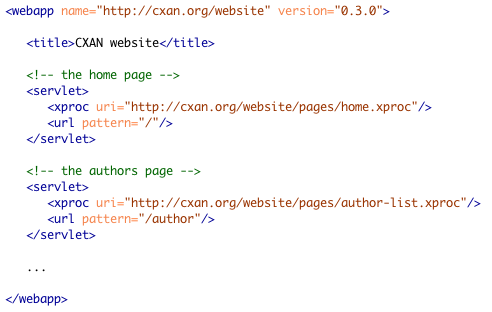 <webapp name="http://cxan.org/website" version="0.3.0">
<title>CXAN website</title>
<!-- the home page -->
<servlet>
<xproc uri="http://cxan.org/website/pages/home.xproc"/>
<url pattern="/"/>
</servlet>
<!-- the authors page -->
<servlet>
<xproc uri="http://cxan.org/website/pages/author-list.xproc"/>
<url pattern="/author"/>
</servlet>
...
</webapp>